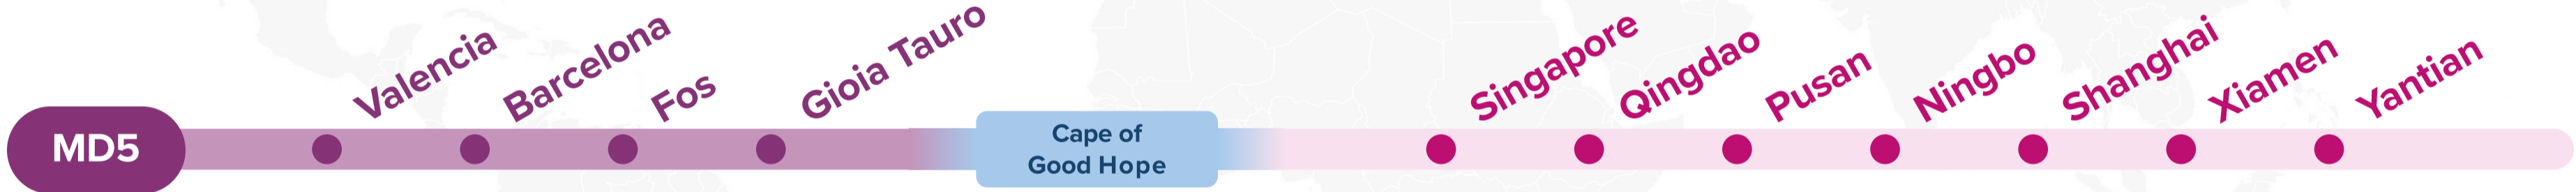 MD5
Valencia
Barcelona
Fos
Gioia Tauro
Cape of
Good Hope
Singapore
Qingdao
Pusan
Ningbo
Shanghai
Xiamen
Yantian